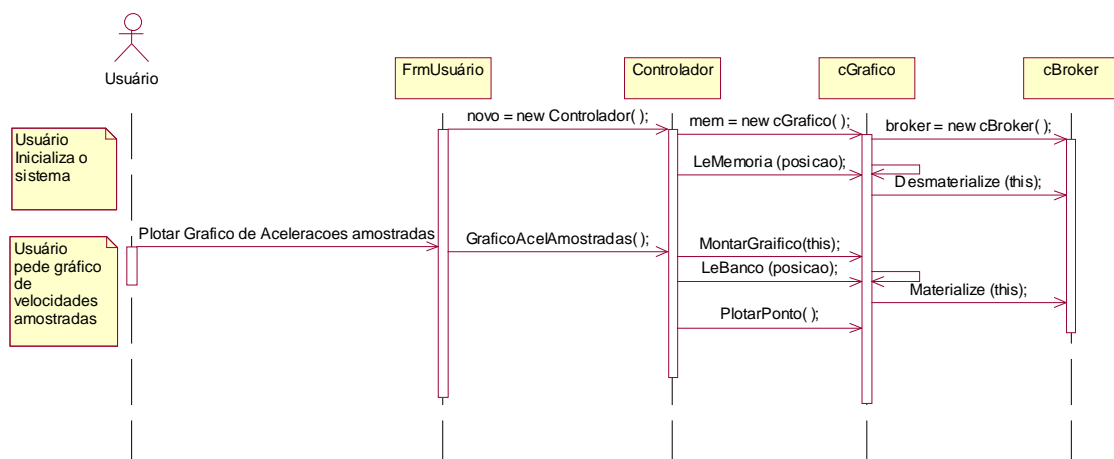 Usuário
FrmUsuário
Controlador
cGrafico
cBroker
novo = new Controlador( );
mem = new cGrafico( );
broker = new cBroker( );
Usuário
Inicializa o
sistema
LeMemoria (posicao);
Desmaterialize (this);
Plotar Grafico de Aceleracoes amostradas
GraficoAcelAmostradas( );
Usuário
pede gráfico
de
velocidades
amostradas
MontarGraifico(this);
LeBanco (posicao);
Materialize (this);
PlotarPonto( );